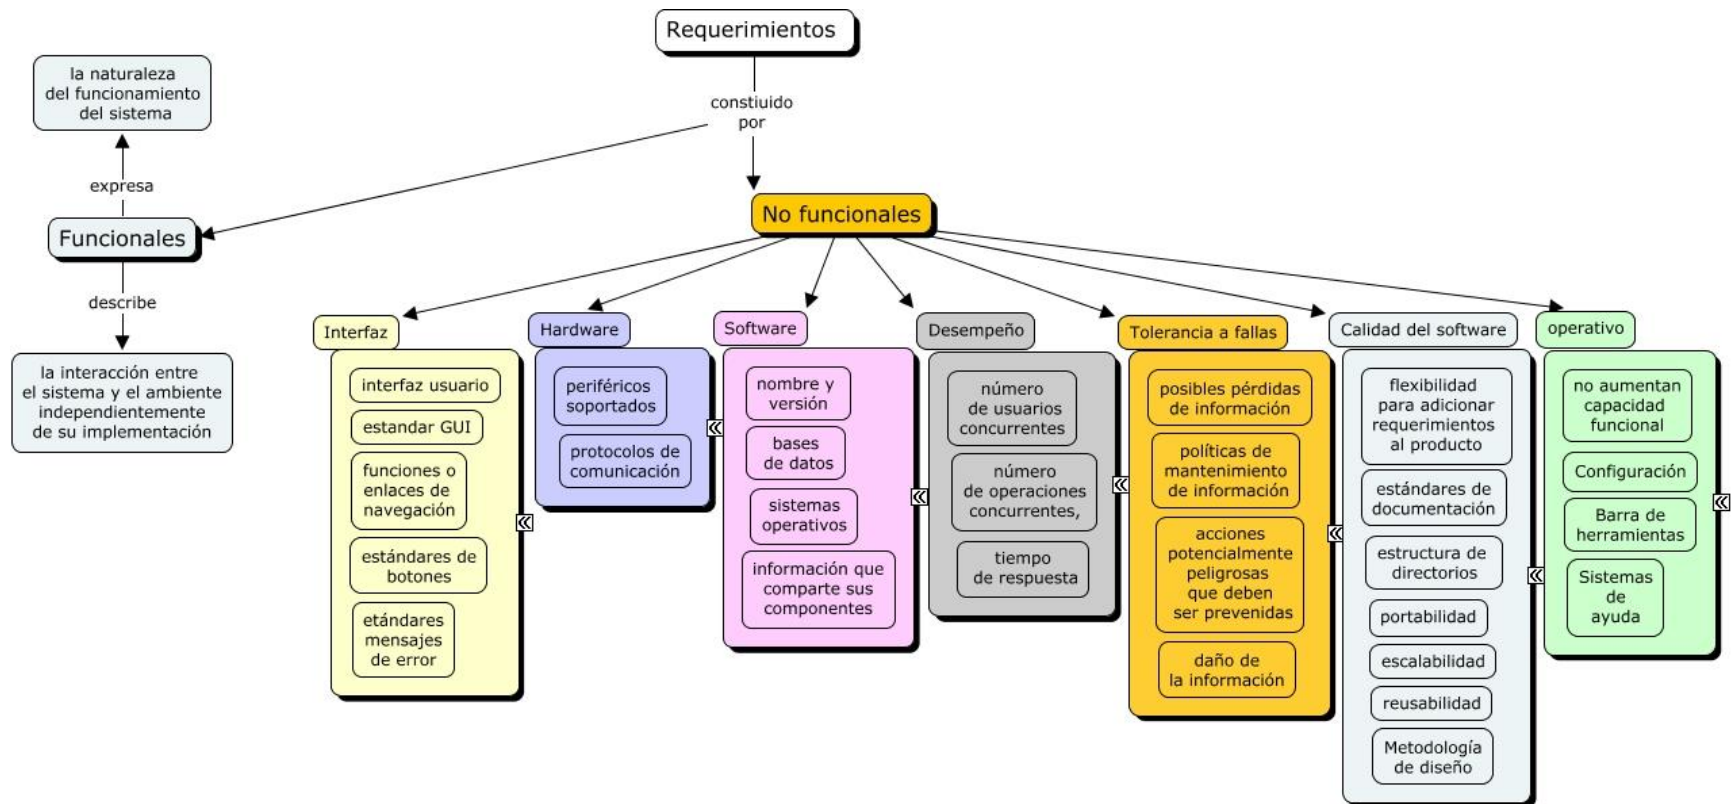 Requerimientos
constiuido
por
la naturaleza
del funcionamiento
del sistema
expresa
Funcionales
describe
la interacción entre
el sistema y el ambiente
independientemente
de su implementación
No funcionales
Interfaz
interfaz usuario
estandar GUI
funciones o
enlaces de
navegación
estándares de
botones
etándares
mensajes
de error
Hardware
periféricos
soportados
protocolos de
comunicación
Software
nombre y
versión
bases
de datos
sistemas
operativos
información que
comparte sus
componentes
Desempeño
número
de usuarios
concurrentes
número
de operaciones
concurrentes,
tiempo
de respuesta
Tolerancia a fallas
posibles pérdidas
de información
políticas de
mantenimiento
de información
acciones
potencialmente
peligrosas
que deben
ser prevenidas
daño de
la información
Calidad del software
flexibilidad
para adicionar
requerimientos
al producto
estándares de
documentación
estructura de
directorios
portabilidad
escalabilidad
reusabilidad
Metodología
de diseño
operativo
no aumentan
capacidad
funcional
Configuración
Barra de
herramientas
Sistemas
de
ayuda